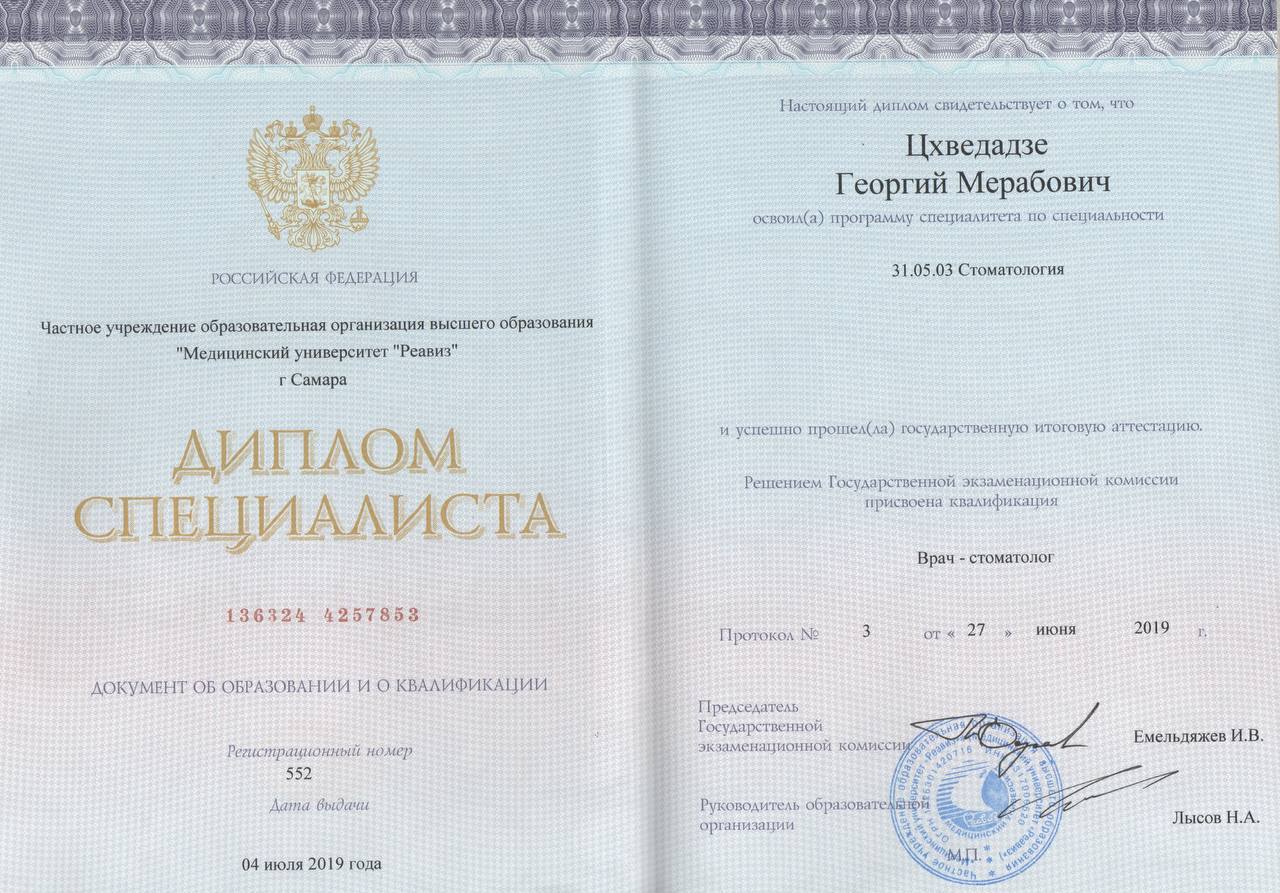 РОССИЙСКАЯ ФЕДЕРАЦИЯ
Частное учреждение образовательная организация высшего образования
"Медицинский университет "Реавиз"
г Самара
ДИПЛОМ
СПЕЦИАЛИСТА
136324 4257853
ДОКУМЕНТ ОБ ОБРАЗОВАНИИ И О КВАЛИФИКАЦИИ
Регистрационный номер
552
Дата выдачи
04 июля 2019 года
Настоящий диплом свидетельствует о том, что
Цхведадзе
Георгий Мерабович
освоил(а) программу специалитета по специальности
31.05.03 Стоматология
и успешно прошел(ла) государственную итоговую аттестацию.
Решением Государственной экзаменационной комиссии
присвоена квалификация
Врач - стоматолог
Протокол № 3 от « 27 » июня 2019 г.
Председатель
Государственной
экзаменационной комиссии
Емельдяжев И.В.
Руководитель образовательной
организации
Лысов Н.А.
М.П.